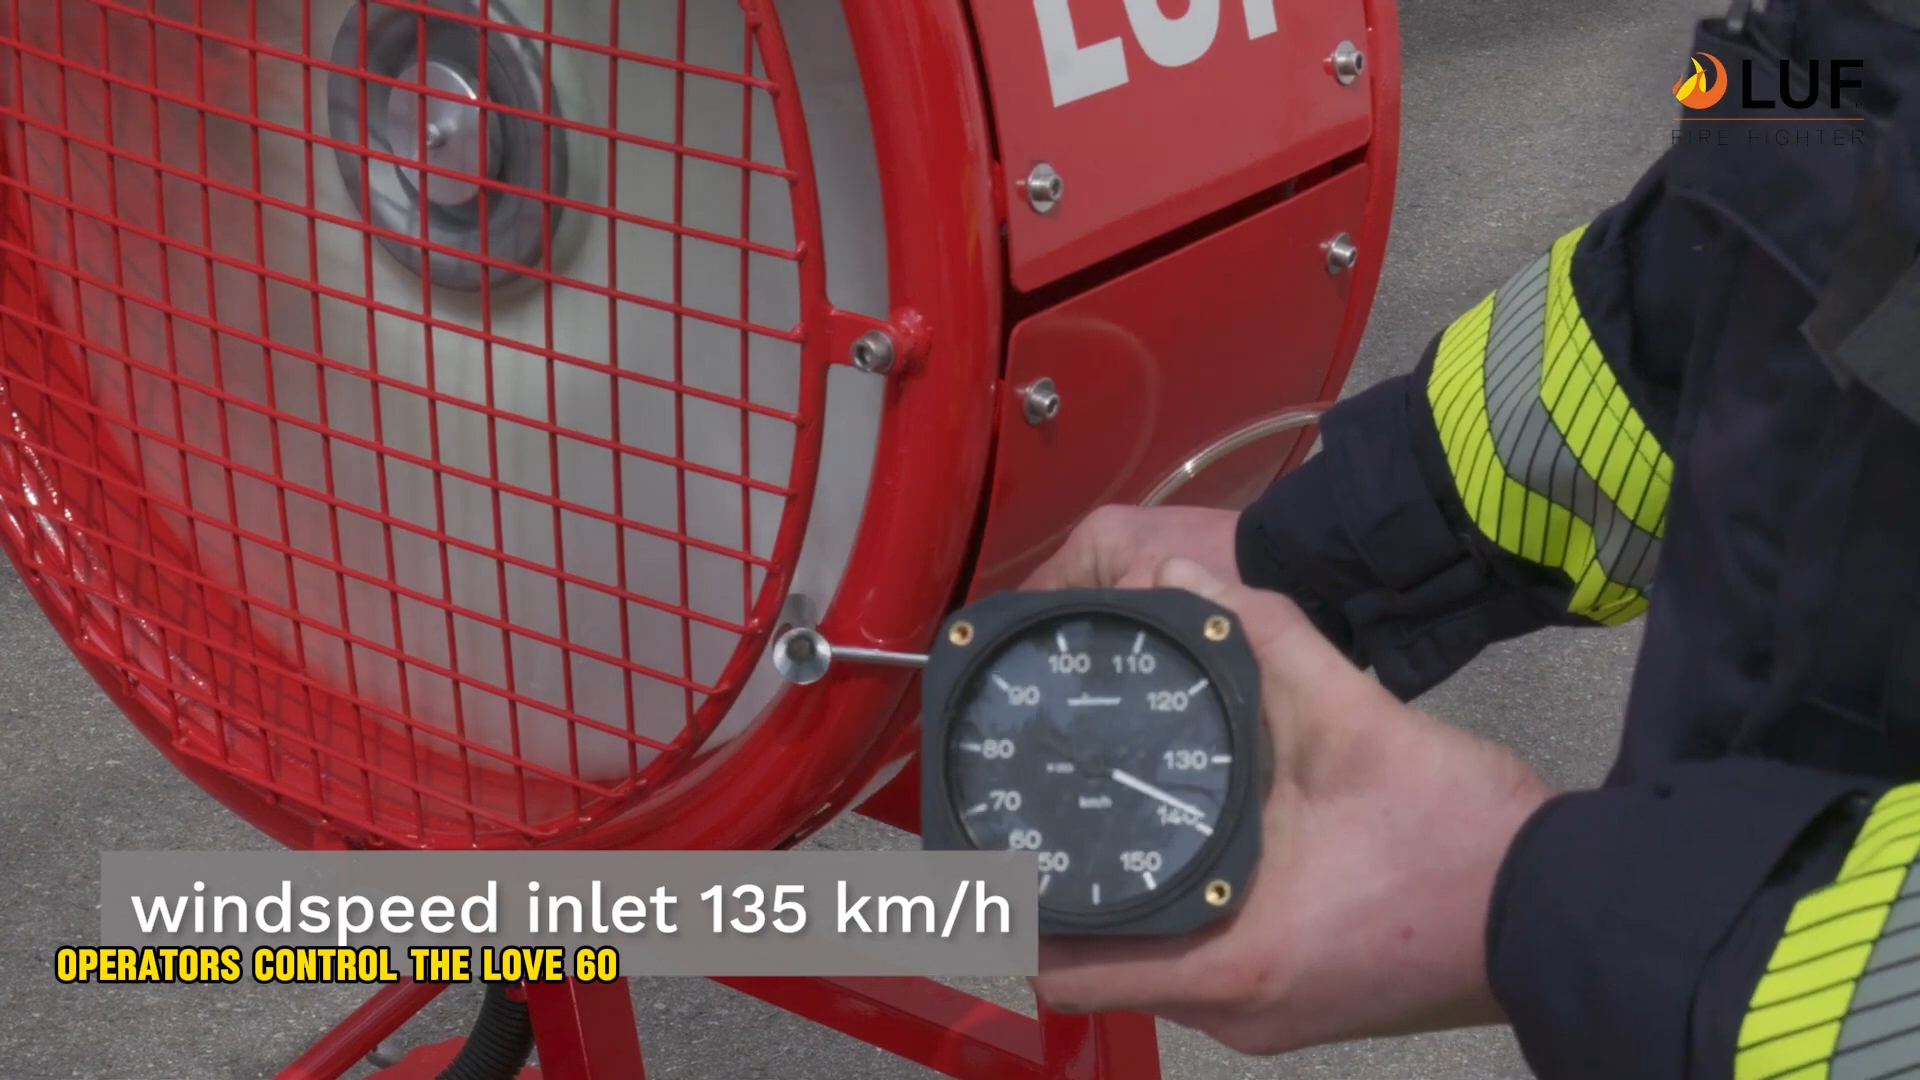 LUF
LUF
FIRE FIGHTER
100 110
90 120
80 130
km/h
70 140
60
50 150
windspeed inlet 135 km/h
OPERATORS CONTROL THE LOVE 60